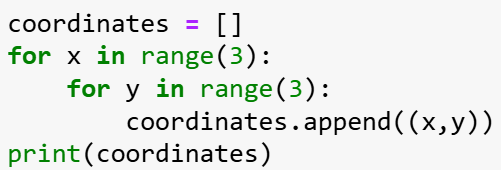 coordinates = []
for x in range(3):
    for y in range(3):
        coordinates.append((x,y))
print(coordinates)